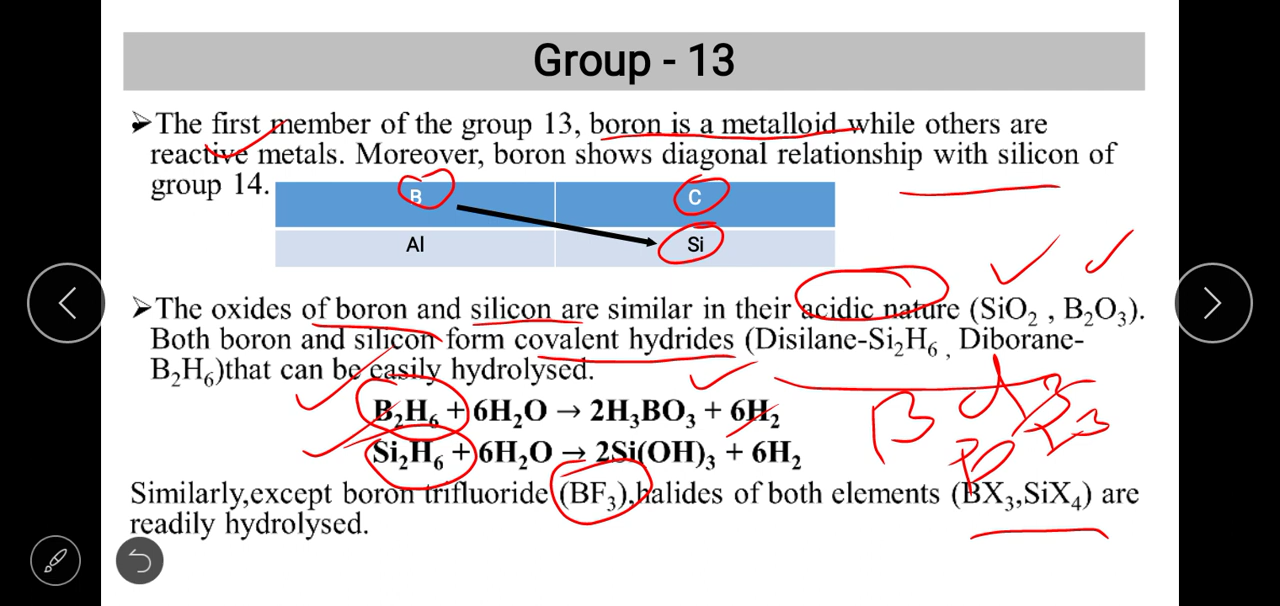 Group - 13
➢The first member of the group 13, boron is a metalloid while others are
reactive metals. Moreover, boron shows diagonal relationship with silicon of
group 14.
B C
Al Si
➢The oxides of boron and silicon are similar in their acidic nature (SiO₂ , B₂O₃).
Both boron and silicon form covalent hydrides (Disilane-Si₂H₆ , Diborane-
B₂H₆)that can be easily hydrolysed.
B₂H₆ + 6H₂O → 2H₃BO₃ + 6H₂
Si₂H₆ + 6H₂O → 2Si(OH)₃ + 6H₂
Similarly,except boron trifluoride (BF₃),halides of both elements (BX₃,SiX₄) are
readily hydrolysed.